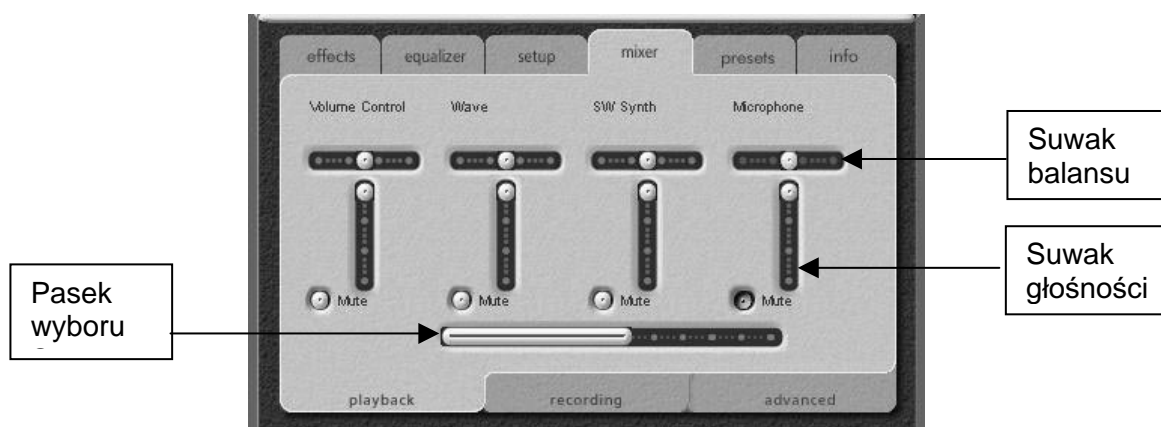 effects equalizer setup mixer presets info
Volume Control Wave SW Synth Microphone
Suwak
balansu
Suwak
głośności
Pasek
wyboru
Mute Mute Mute Mute
playback recording advanced